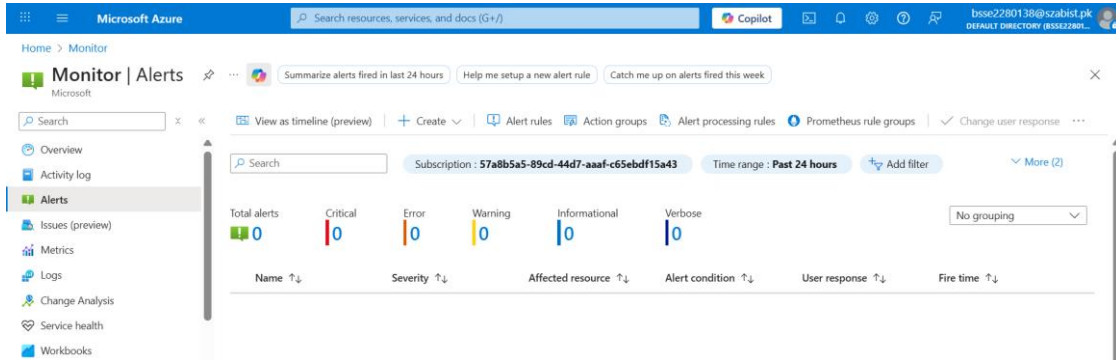 Microsoft Azure
Search resources, services, and docs (G+/)
Copilot
bsse2280138@szabist.pk
DEFAULT DIRECTORY (BSSE22801...
Home > Monitor
Monitor | Alerts
Microsoft
Summarize alerts fired in last 24 hours
Help me setup a new alert rule
Catch me up on alerts fired this week
Search
View as timeline (preview)
Create
Alert rules
Action groups
Alert processing rules
Prometheus rule groups
Change user response
Overview
Activity log
Alerts
Issues (preview)
Metrics
Logs
Change Analysis
Service health
Workbooks
Search
Subscription : 57a8b5a5-89cd-44d7-aaaf-c65ebdf15a43
Time range : Past 24 hours
Add filter
More (2)
Total alerts
0
Critical
0
Error
0
Warning
0
Informational
0
Verbose
0
No grouping
Name ↑↓ Severity ↑↓ Affected resource ↑↓ Alert condition ↑↓ User response ↑↓ Fire time ↑↓